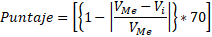 Puntaje = [{1 − |(V_Me − V_i) / V_Me|} * 70]